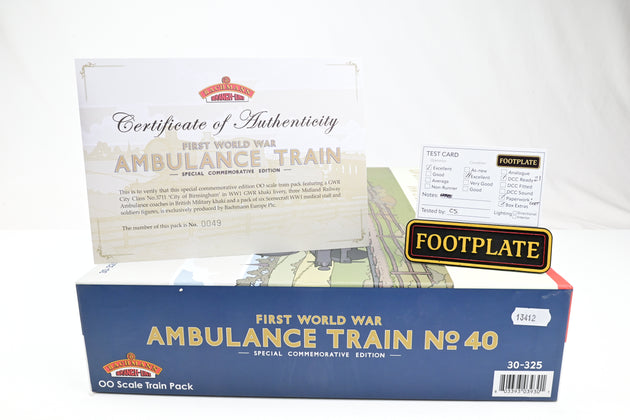 BACHMANN
BRANCH-LINE
Certificate of Authenticity
FIRST WORLD WAR
AMBULANCE TRAIN
SPECIAL COMMEMORATIVE EDITION
This is to verify that this special commemorative edition OO scale train pack featuring a GWR
City Class No.3711 'City of Birmingham' in WW1 GWR khaki livery, three Midland Railway
Ambulance coaches in British Military khaki and a pack of six Scenecraft WW1 medical staff and
soldiers figures, is exclusively produced by Bachmann Europe Plc.
The number of this pack is No. 0049
TEST CARD
FOOTPLATE
Operator
Condition
Excellent
Good
Average
Non Runner
As-new
Excellent
Very Good
Good
Analogue
DCC Ready 21
DCC Fitted
DCC Sound
Paperwork
Box Extras
Notes:
Tested by: CS
Lighting
Directional
Interior
FOOTPLATE
FIRST WORLD WAR
AMBULANCE TRAIN No 40
SPECIAL COMMEMORATIVE EDITION
13412
BACHMANN
BRANCH-LINE
OO Scale Train Pack
30-325